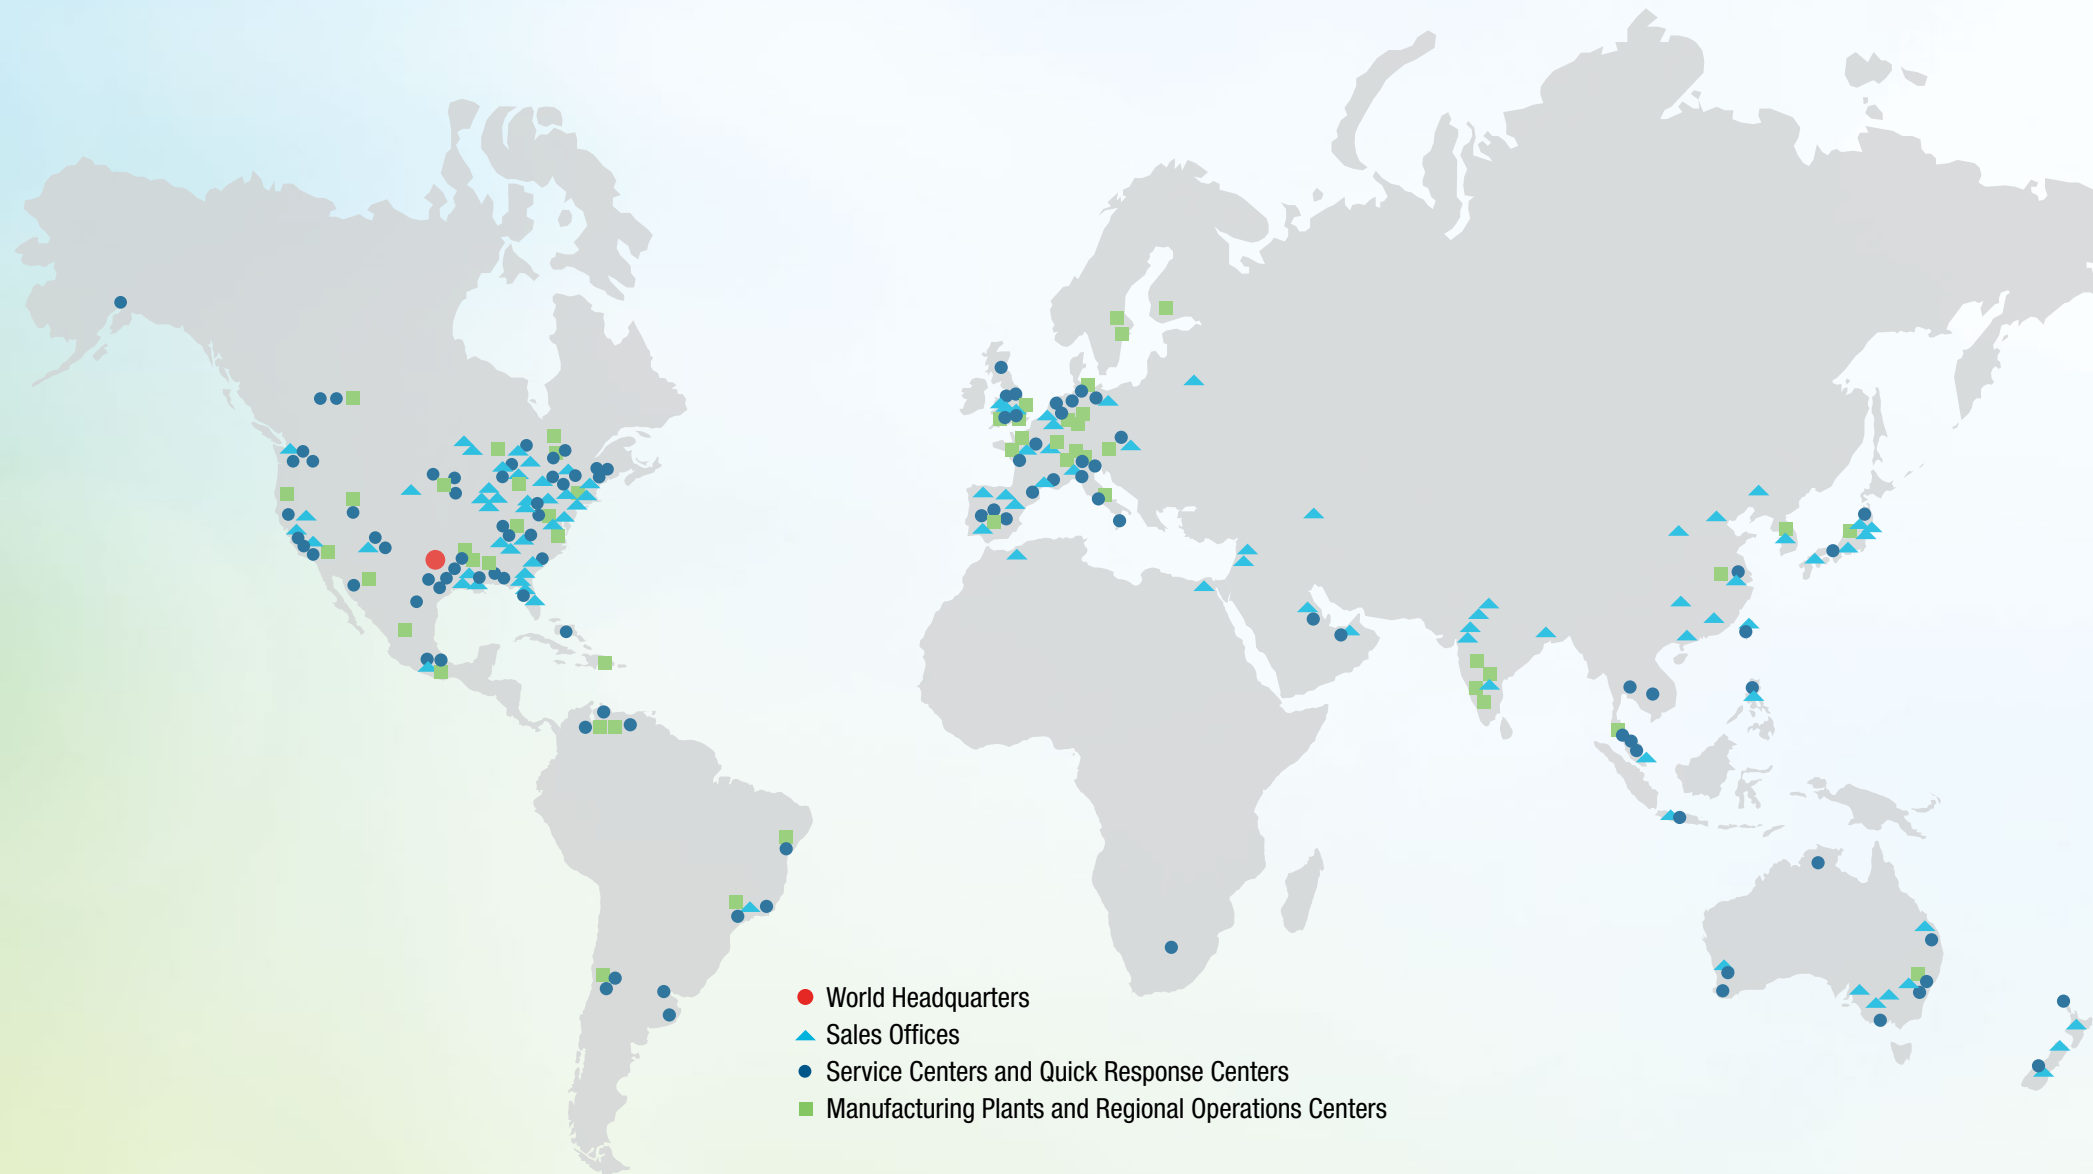 World Headquarters
Sales Offices
Service Centers and Quick Response Centers
Manufacturing Plants and Regional Operations Centers